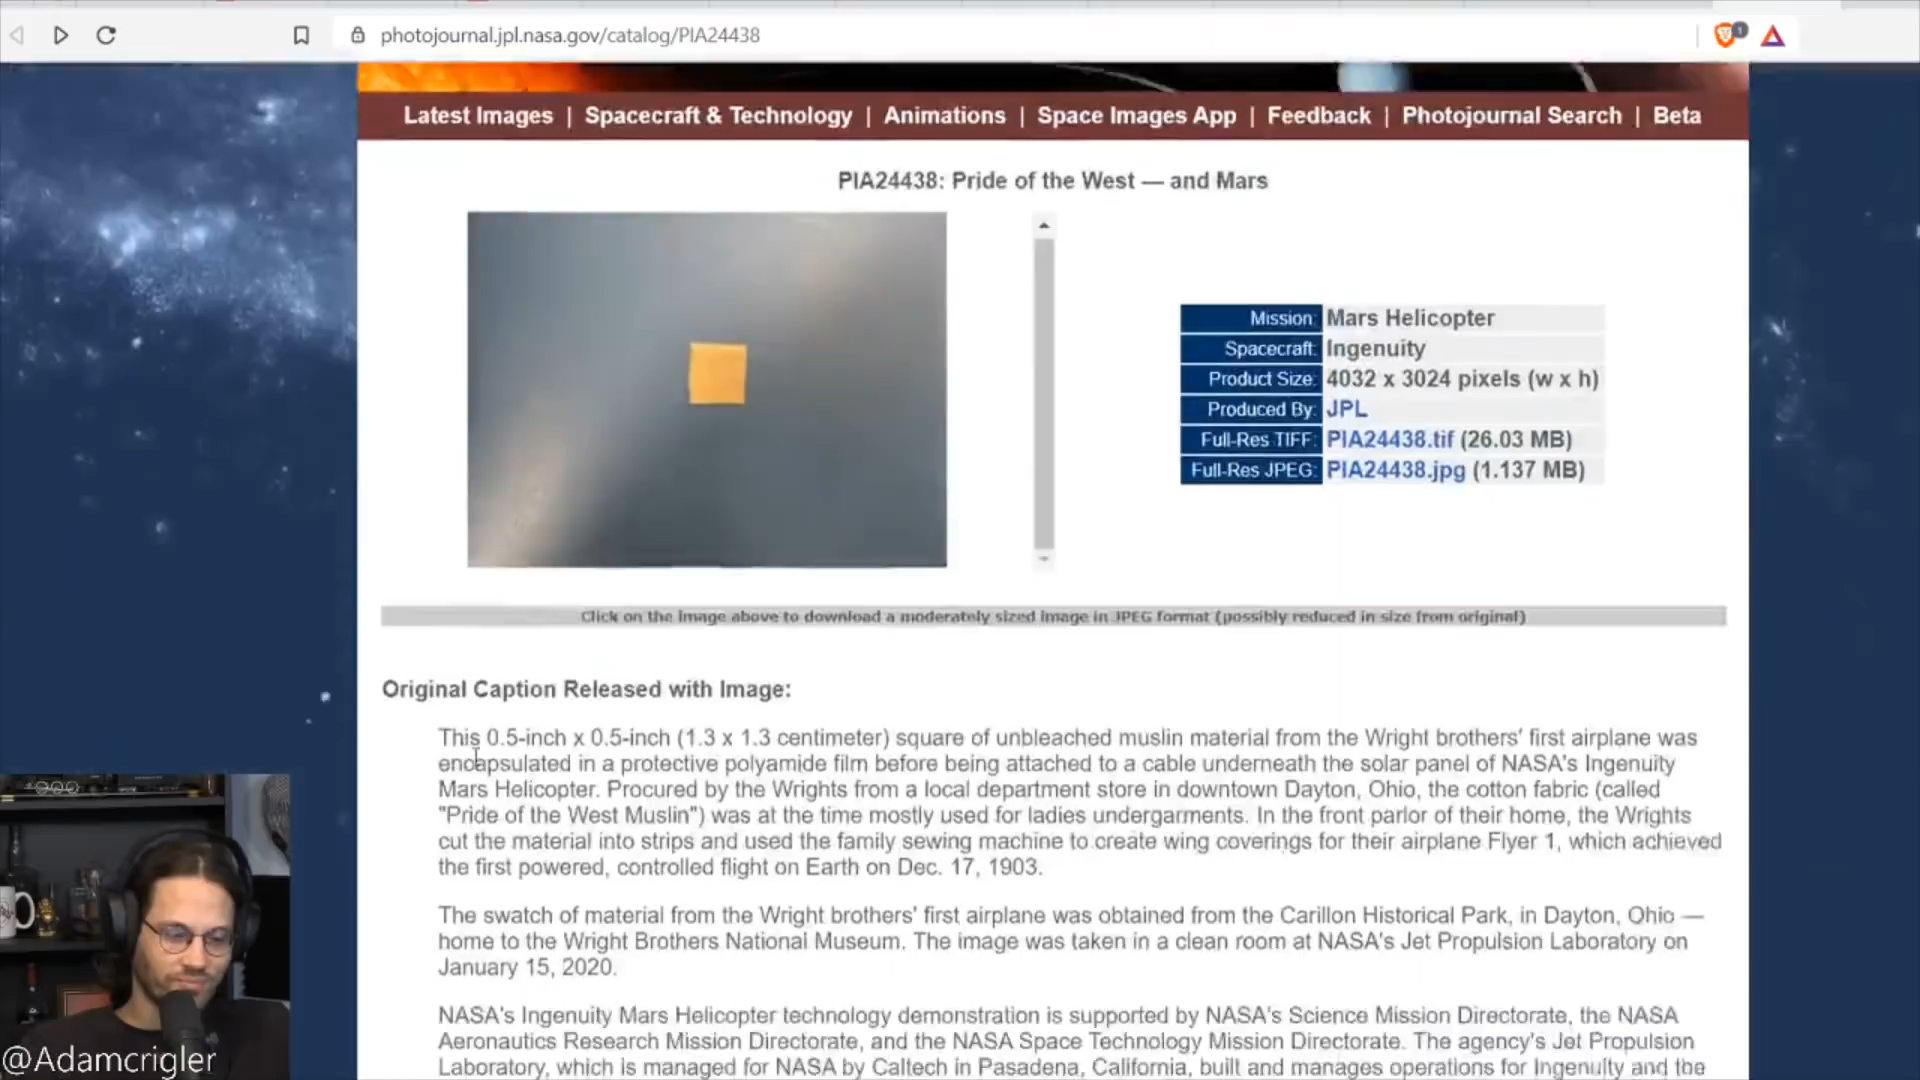 photojournal.jpl.nasa.gov/catalog/PIA24438
1
Latest Images | Spacecraft & Technology | Animations | Space Images App | Feedback | Photojournal Search | Beta
PIA24438: Pride of the West — and Mars
Mission: Mars Helicopter
Spacecraft: Ingenuity
Product Size: 4032 x 3024 pixels (w x h)
Produced By: JPL
Full-Res TIFF: PIA24438.tif (26.03 MB)
Full-Res JPEG: PIA24438.jpg (1.137 MB)
Click on the image above to download a moderately sized image in JPEG format (possibly reduced in size from original)
Original Caption Released with Image:
This 0.5-inch x 0.5-inch (1.3 x 1.3 centimeter) square of unbleached muslin material from the Wright brothers' first airplane was
encapsulated in a protective polyamide film before being attached to a cable underneath the solar panel of NASA's Ingenuity
Mars Helicopter. Procured by the Wrights from a local department store in downtown Dayton, Ohio, the cotton fabric (called
"Pride of the West Muslin") was at the time mostly used for ladies undergarments. In the front parlor of their home, the Wrights
cut the material into strips and used the family sewing machine to create wing coverings for their airplane Flyer 1, which achieved
the first powered, controlled flight on Earth on Dec. 17, 1903.
The swatch of material from the Wright brothers' first airplane was obtained from the Carillon Historical Park, in Dayton, Ohio —
home to the Wright Brothers National Museum. The image was taken in a clean room at NASA's Jet Propulsion Laboratory on
January 15, 2020.
NASA's Ingenuity Mars Helicopter technology demonstration is supported by NASA's Science Mission Directorate, the NASA
Aeronautics Research Mission Directorate, and the NASA Space Technology Mission Directorate. The agency's Jet Propulsion
Laboratory, which is managed for NASA by Caltech in Pasadena, California, built and manages operations for Ingenuity and the
@Adamcrigler